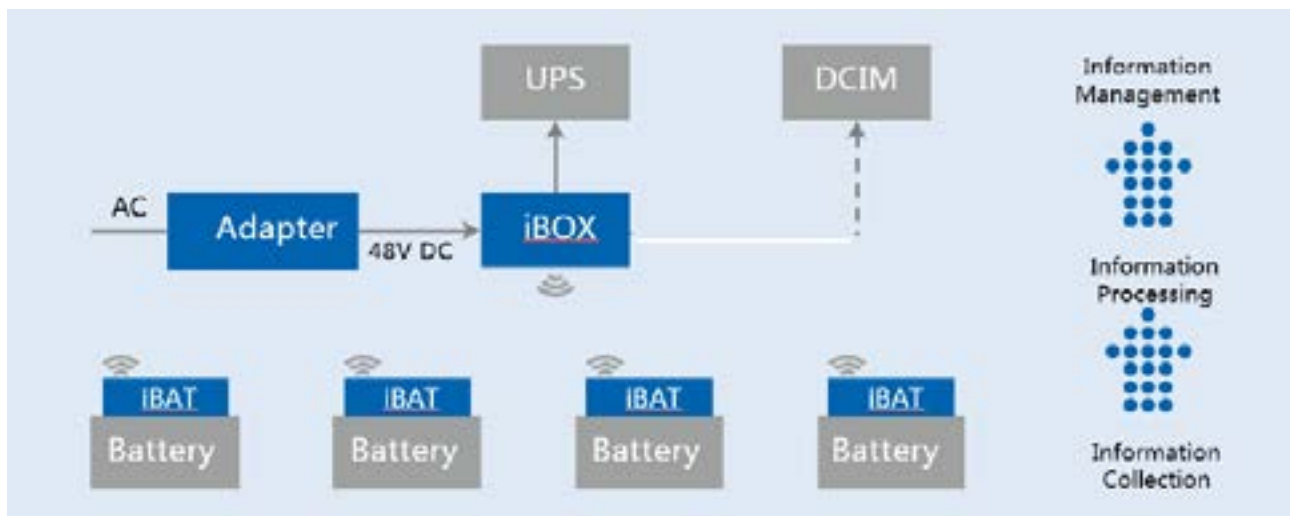 UPS
DCIM
Information
Management
AC
Adapter
48V DC
iBOX
Information
Processing
iBAT
iBAT
iBAT
iBAT
Battery
Battery
Battery
Battery
Information
Collection